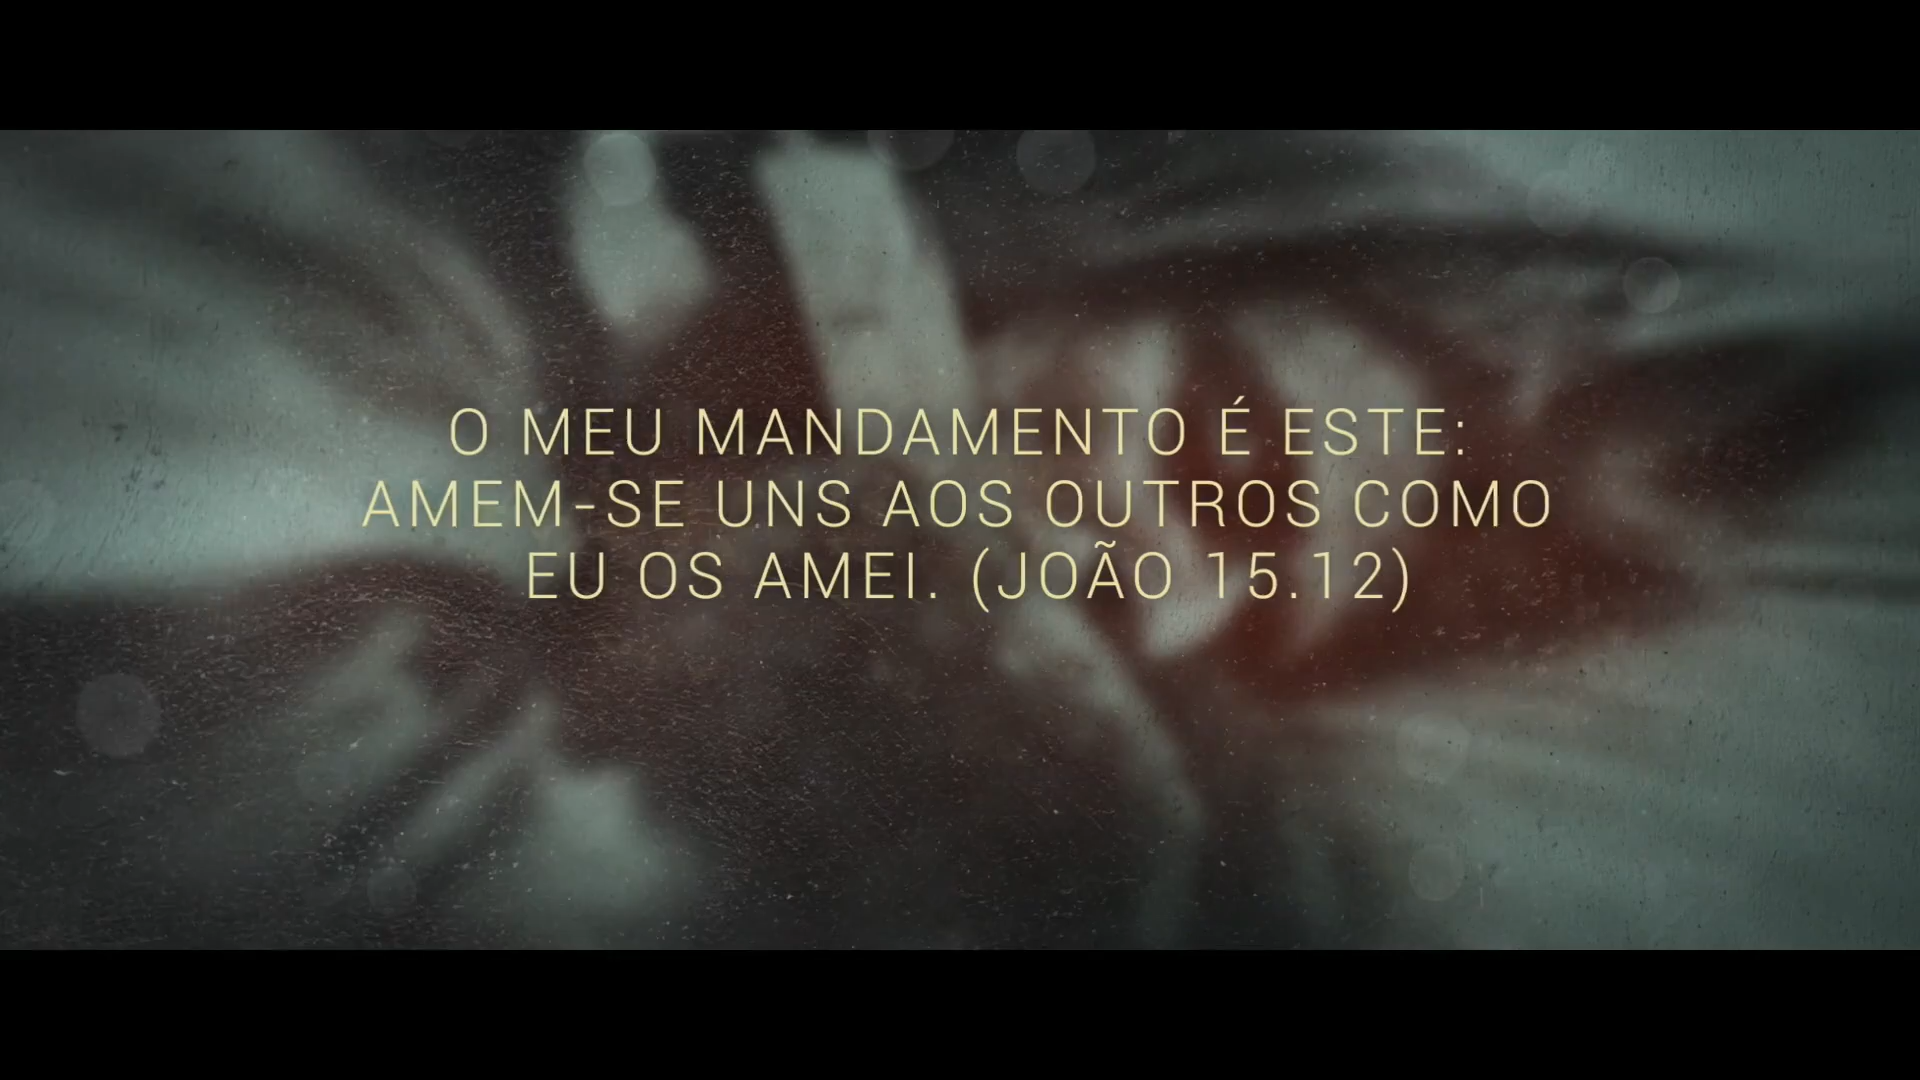 O MEU MANDAMENTO É ESTE:
AMEM-SE UNS AOS OUTROS COMO
EU OS AMEI. (JOÃO 15.12)